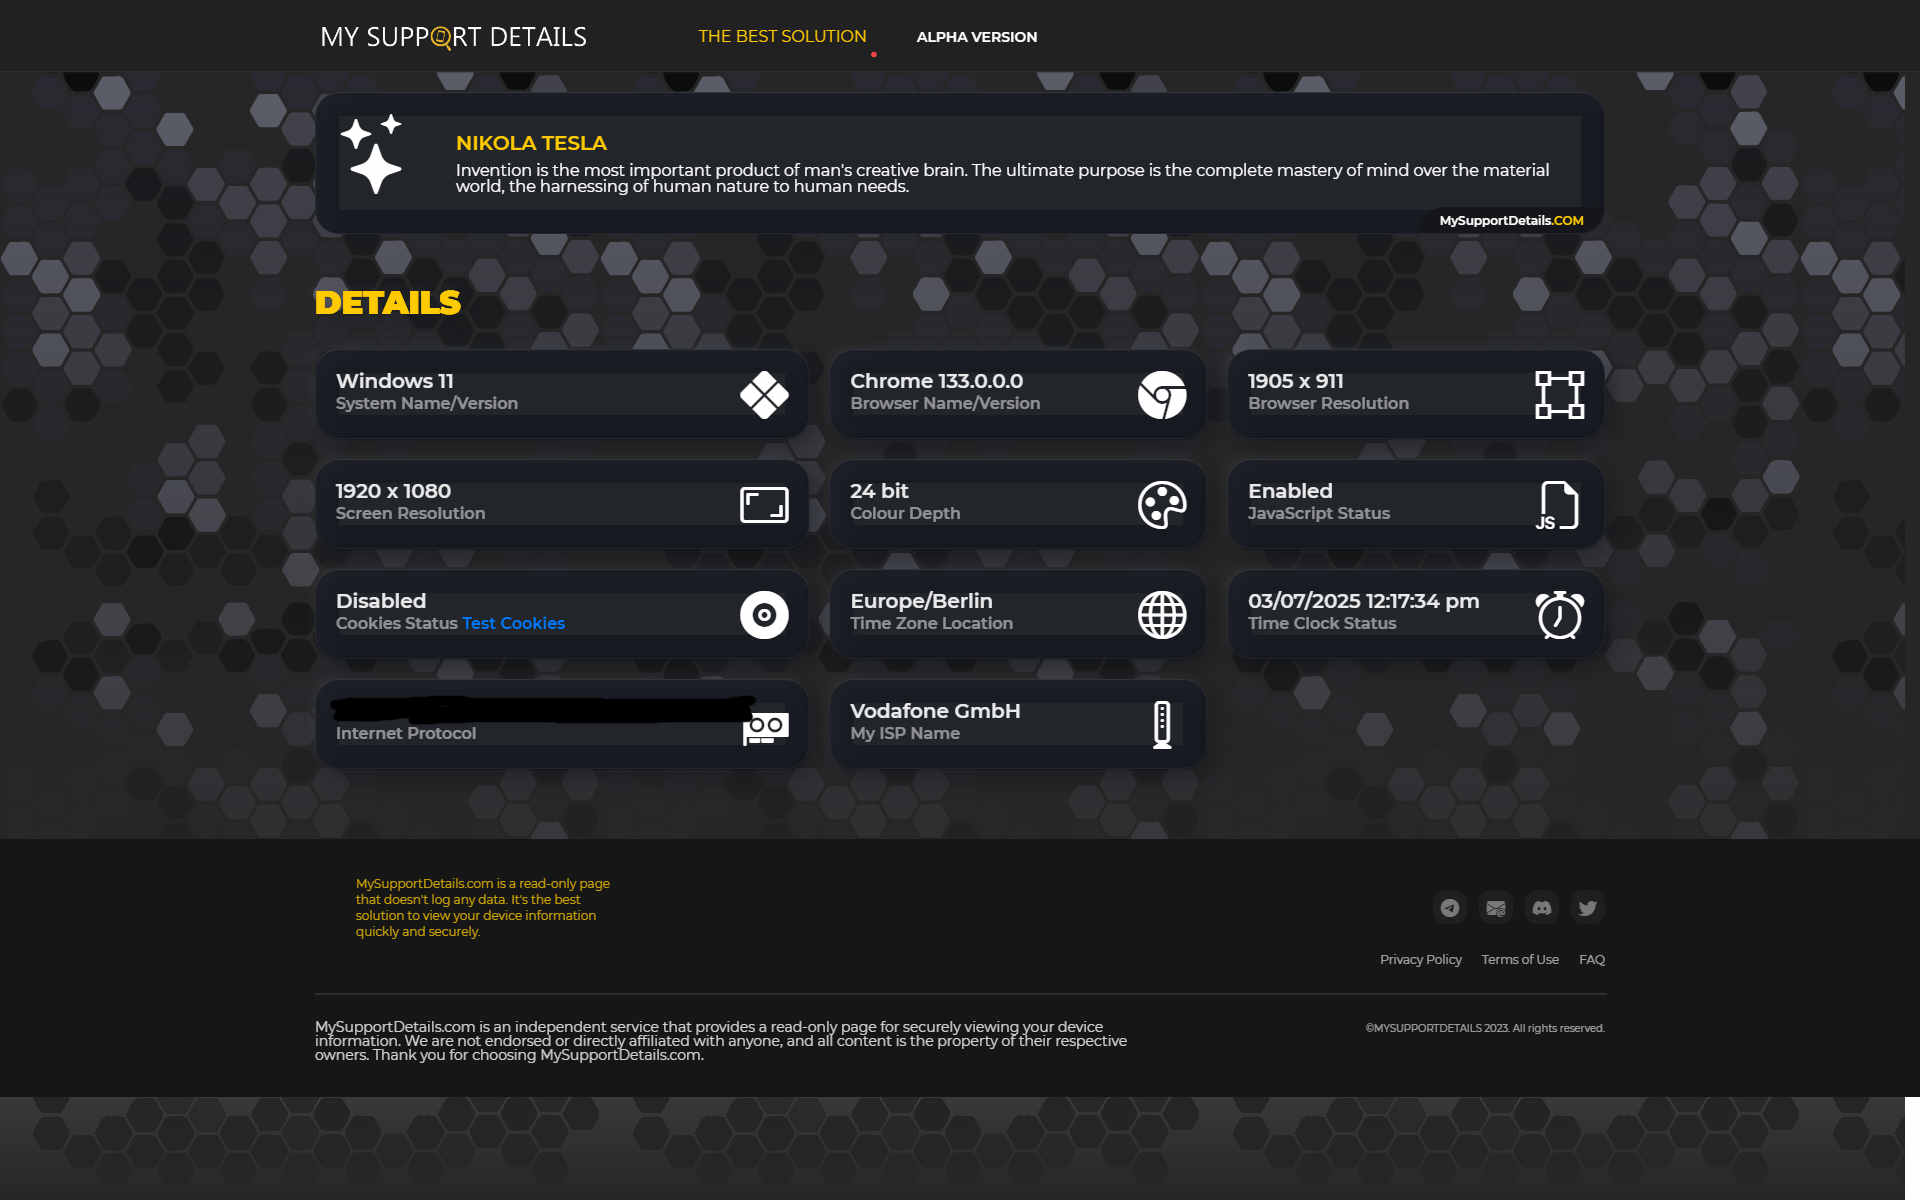 MY SUPPORT DETAILS
THE BEST SOLUTION
ALPHA VERSION
NIKOLA TESLA
Invention is the most important product of man's creative brain. The ultimate purpose is the complete mastery of mind over the material
world, the harnessing of human nature to human needs.
MySupportDetails.COM
DETAILS
Windows 11
System Name/Version
Chrome 133.0.0.0
Browser Name/Version
1905 x 911
Browser Resolution
1920 x 1080
Screen Resolution
24 bit
Colour Depth
Enabled
JavaScript Status
JS
Disabled
Cookies Status Test Cookies
Europe/Berlin
Time Zone Location
03/07/2025 12:17:34 pm
Time Clock Status
Internet Protocol
Vodafone GmbH
My ISP Name
MySupportDetails.com is a read-only page
that doesn't log any data. It's the best
solution to view your device information
quickly and securely.
Privacy Policy Terms of Use FAQ
MySupportDetails.com is an independent service that provides a read-only page for securely viewing your device
information. We are not endorsed or directly affiliated with anyone, and all content is the property of their respective
owners. Thank you for choosing MySupportDetails.com.
©MYSUPPORTDETAILS 2023. All rights reserved.